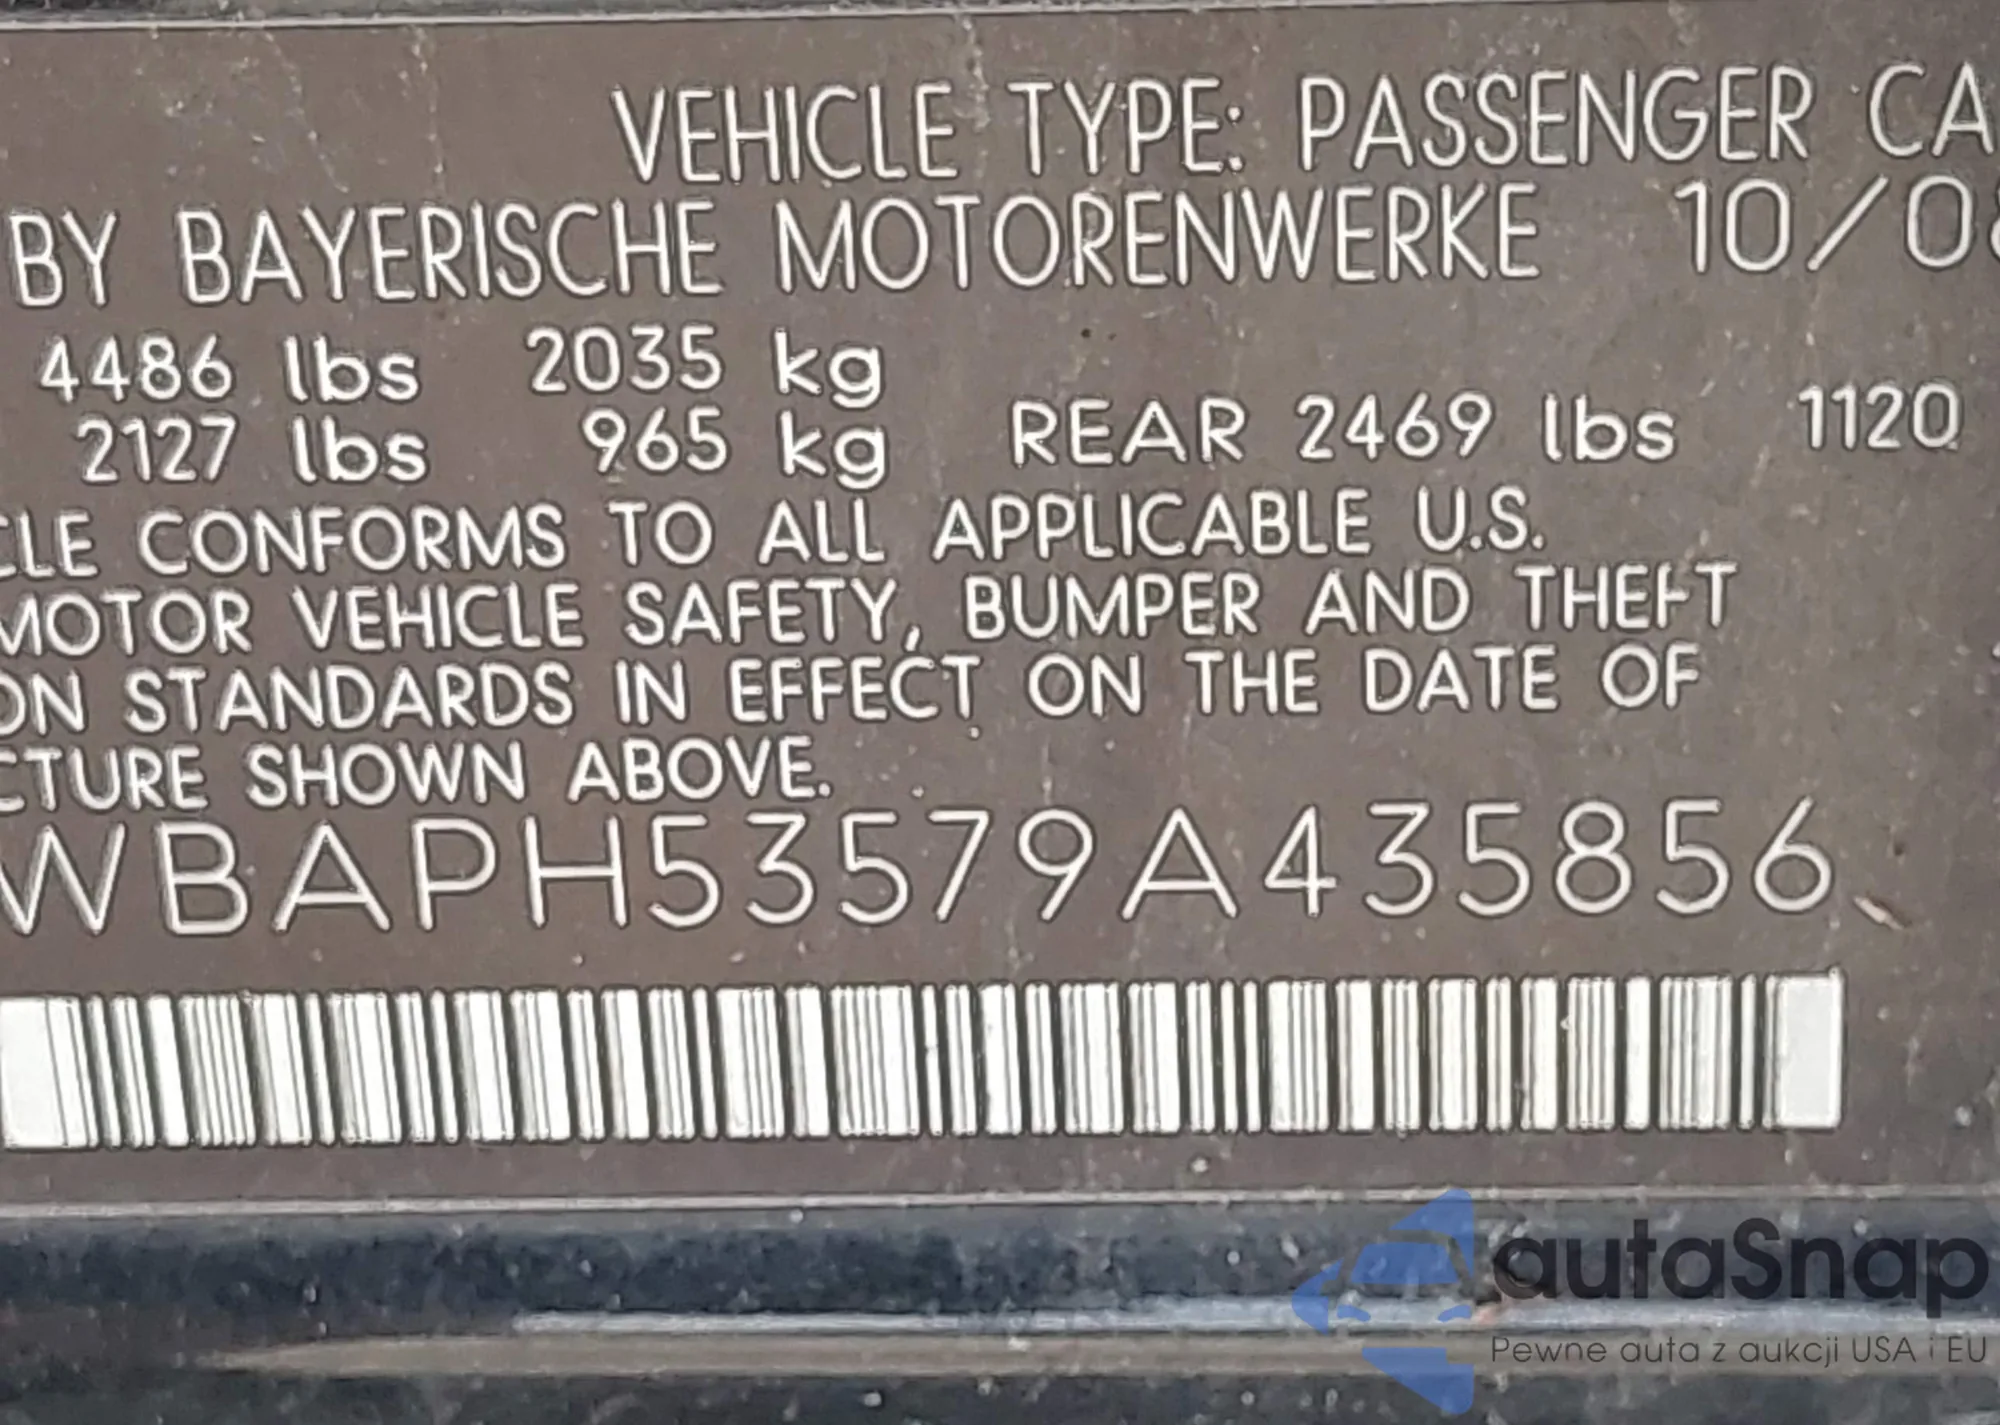 VEHICLE TYPE: PASSENGER CA
BY BAYERISCHE MOTORENWERKE 10/08
4486 lbs 2035 kg
2127 lbs 965 kg REAR 2469 lbs 1120
CLE CONFORMS TO ALL APPLICABLE U.S.
MOTOR VEHICLE SAFETY, BUMPER AND THEFT
ON STANDARDS IN EFFECT ON THE DATE OF
CTURE SHOWN ABOVE.
WBAPH53579A435856
autaSnap
Pewne auta z aukcji USA i EU